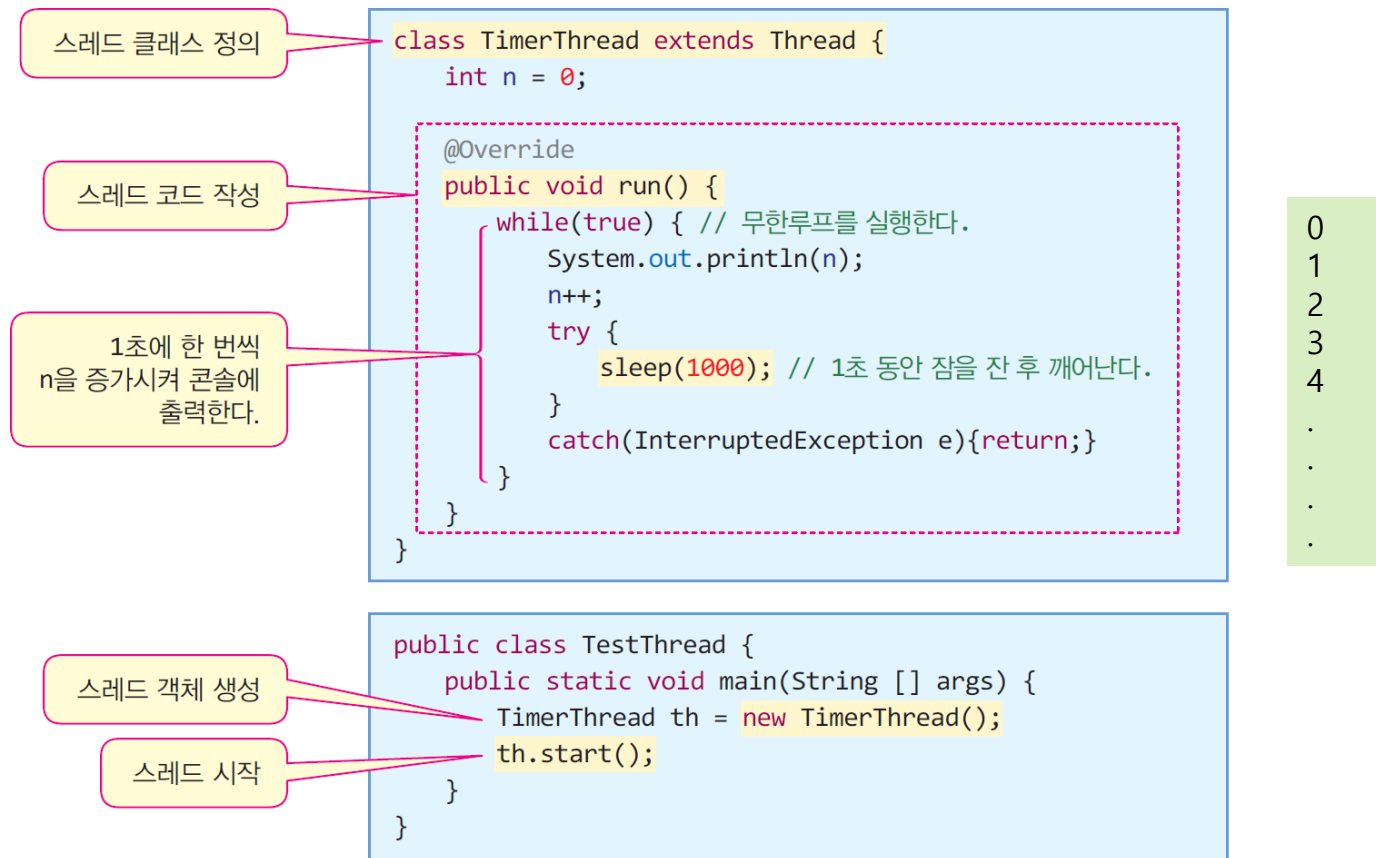 스레드 클래스 정의
class TimerThread extends Thread {
int n = 0;
스레드 코드 작성
@Override
public void run() {
while(true) { // 무한루프를 실행한다.
System.out.println(n);
n++;
try {
sleep(1000); // 1초 동안 잠을 잔 후 깨어난다.
}
catch(InterruptedException e){return;}
}
}
}
1초에 한 번씩
n을 증가시켜 콘솔에
출력한다.
0
1
2
3
4
.
.
.
.
public class TestThread {
public static void main(String [] args) {
스레드 객체 생성
TimerThread th = new TimerThread();
스레드 시작
th.start();
}
}